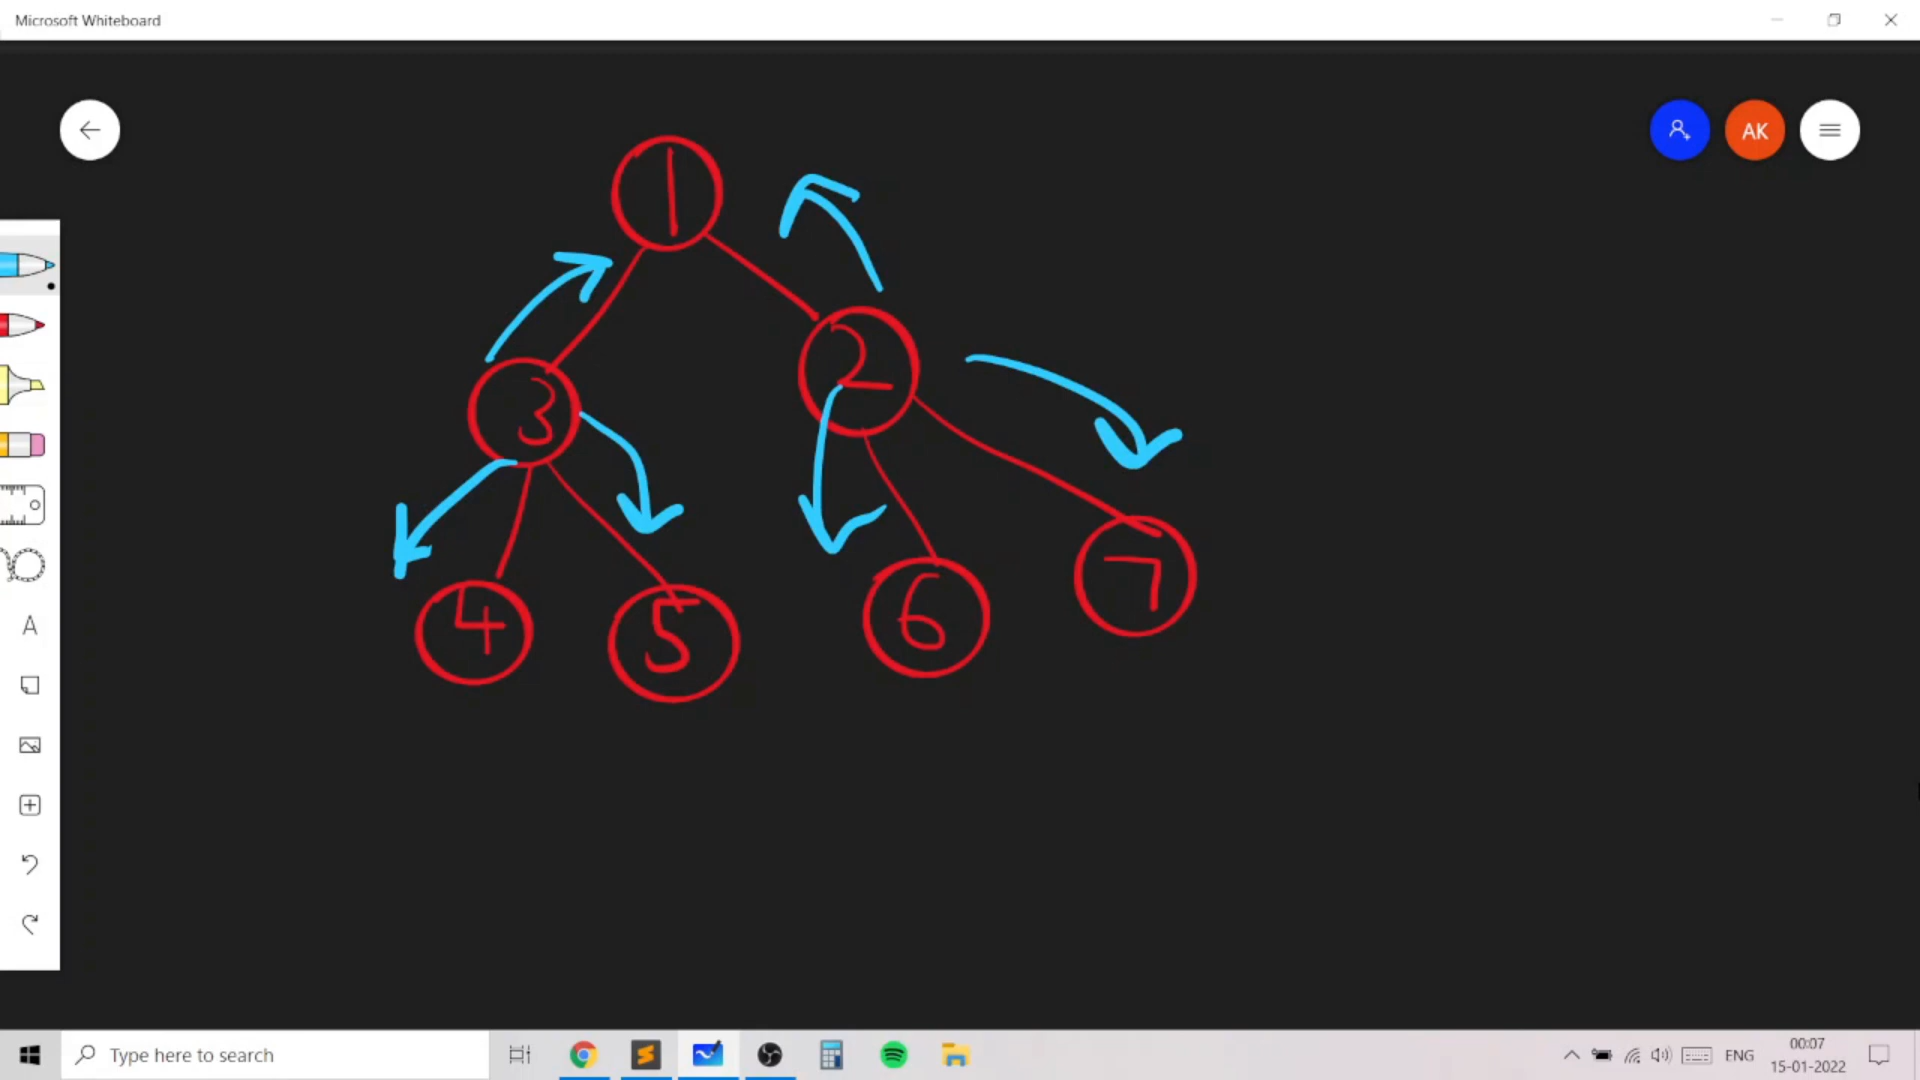 Microsoft Whiteboard
AK
1
2
3
4
5
6
7
A
Type here to search
ENG
00:07
15-01-2022